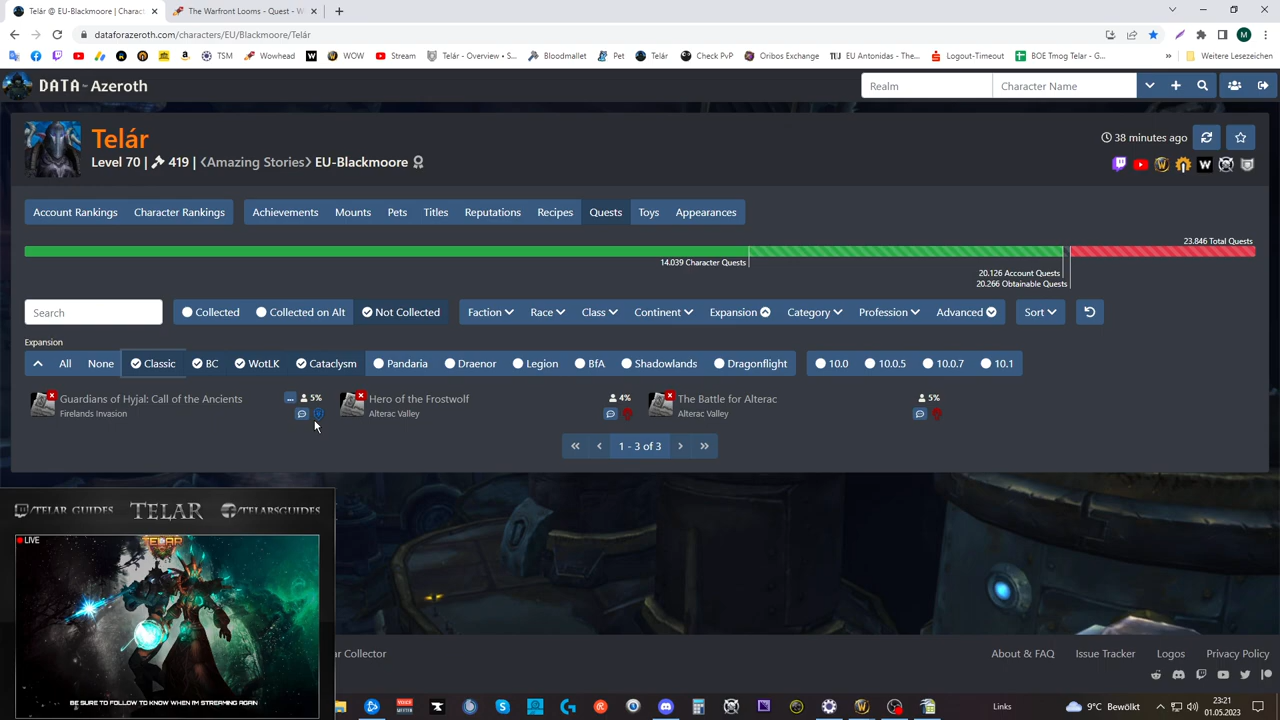 Telár @ EU-Blackmoore | Charact
The Warfront Looms - Quest - W
dataforazeroth.com/characters/EU/Blackmoore/Telár
TSM
Wowhead
WOW
Stream
Telár - Overview • S...
Bloodmallet
Pet
Telár
Check PvP
Oribos Exchange
EU Antonidas - The...
Logout-Timeout
BOE Tmog Telar - G...
Weitere Lesezeichen
DATA for Azeroth
Realm
Character Name
Telár
38 minutes ago
Level 70 | 419 | <Amazing Stories> EU-Blackmoore
Account Rankings
Character Rankings
Achievements
Mounts
Pets
Titles
Reputations
Recipes
Quests
Toys
Appearances
23.846 Total Quests
14.039 Character Quests
20.126 Account Quests
20.266 Obtainable Quests
Search
Collected
Collected on Alt
Not Collected
Faction
Race
Class
Continent
Expansion
Category
Profession
Advanced
Sort
Expansion
All
None
Classic
BC
WotLK
Cataclysm
Pandaria
Draenor
Legion
BfA
Shadowlands
Dragonflight
10.0
10.0.5
10.0.7
10.1
Guardians of Hyjal: Call of the Ancients
... 5%
Firelands Invasion
Hero of the Frostwolf
4%
Alterac Valley
The Battle for Alterac
5%
Alterac Valley
« ‹ 1 - 3 of 3 › »
/TELAR GUIDES
TELAR
/TELARSGUIDES
LIVE
TELAR
BE SURE TO FOLLOW TO KNOW WHEN I'M STREAMING AGAIN
ar Collector
About & FAQ
Issue Tracker
Logos
Privacy Policy
Links
9°C Bewölkt
23:21
01.05.2023